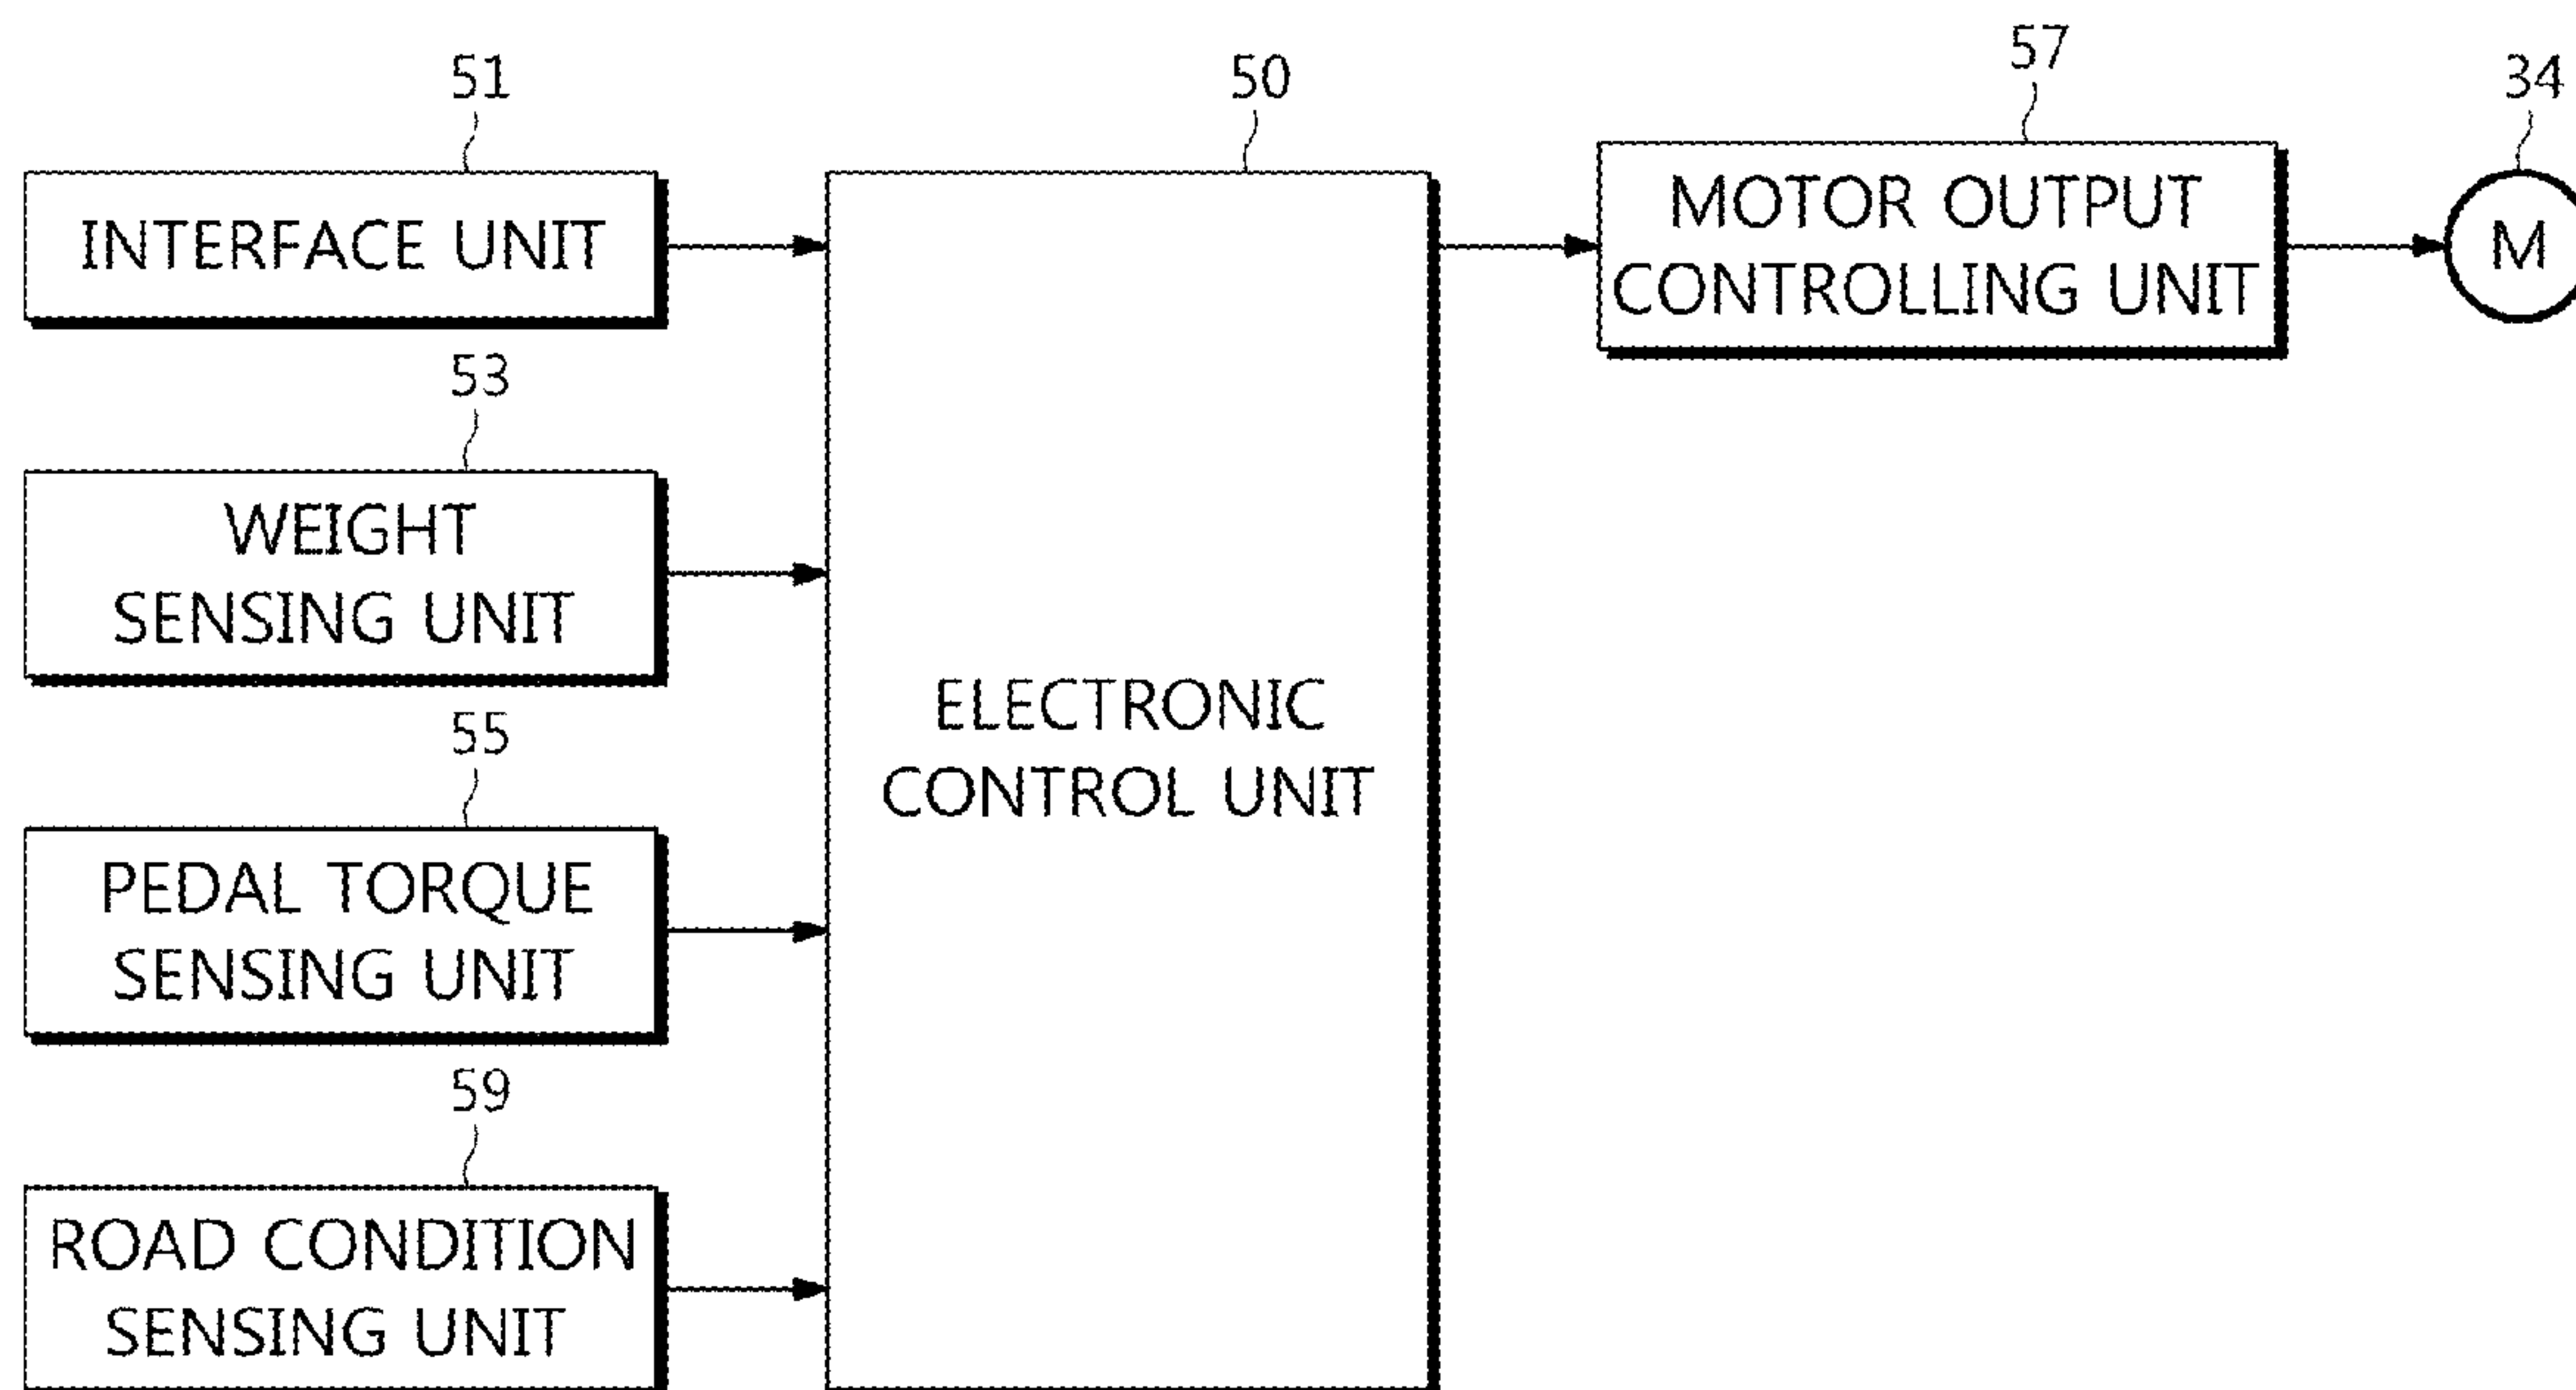 51
INTERFACE UNIT
53
WEIGHT
SENSING UNIT
55
PEDAL TORQUE
SENSING UNIT
59
ROAD CONDITION
SENSING UNIT
50
ELECTRONIC
CONTROL UNIT
57
MOTOR OUTPUT
CONTROLLING UNIT
34
M